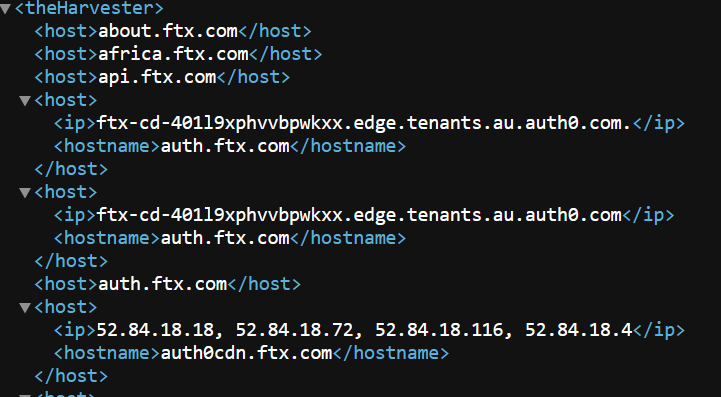 <theHarvester>
<host>about.ftx.com</host>
<host>africa.ftx.com</host>
<host>api.ftx.com</host>
<host>
<ip>ftx-cd-401l9xphvvbpwkxx.edge.tenants.au.auth0.com.</ip>
<hostname>auth.ftx.com</hostname>
</host>
<host>
<ip>ftx-cd-401l9xphvvbpwkxx.edge.tenants.au.auth0.com</ip>
<hostname>auth.ftx.com</hostname>
</host>
<host>auth.ftx.com</host>
<host>
<ip>52.84.18.18, 52.84.18.72, 52.84.18.116, 52.84.18.4</ip>
<hostname>auth0cdn.ftx.com</hostname>
</host>